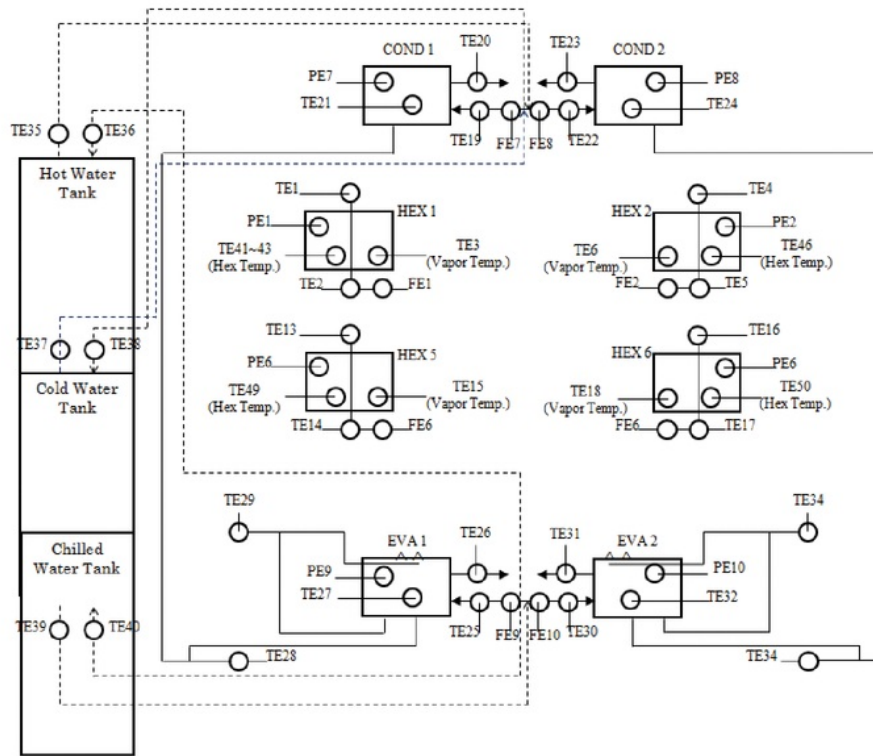 COND 1
TE20
TE23
COND 2
PE7
PE8
TE21
TE24
TE35
TE36
TE19
FE7
FE8
TE22
Hot Water
Tank
TE1
TE4
PE1
HEX 1
HEX 2
PE2
TE41~43
(Hex Temp.)
TE3
(Vapor Temp.)
TE6
(Vapor Temp.)
TE46
(Hex Temp.)
TE2
FE1
FE2
TE5
TE13
TE16
TE37
TE38
PE6
HEX 5
HEX 6
PE6
Cold Water
Tank
TE49
(Hex Temp.)
TE15
(Vapor Temp.)
TE18
(Vapor Temp.)
TE50
(Hex Temp.)
TE14
FE6
FE6
TE17
TE29
TE34
EVA 1
TE26
TE31
EVA 2
Chilled
Water Tank
PE9
PE10
TE27
TE32
TE39
TE40
TE25
FE9
FE10
TE30
TE28
TE34